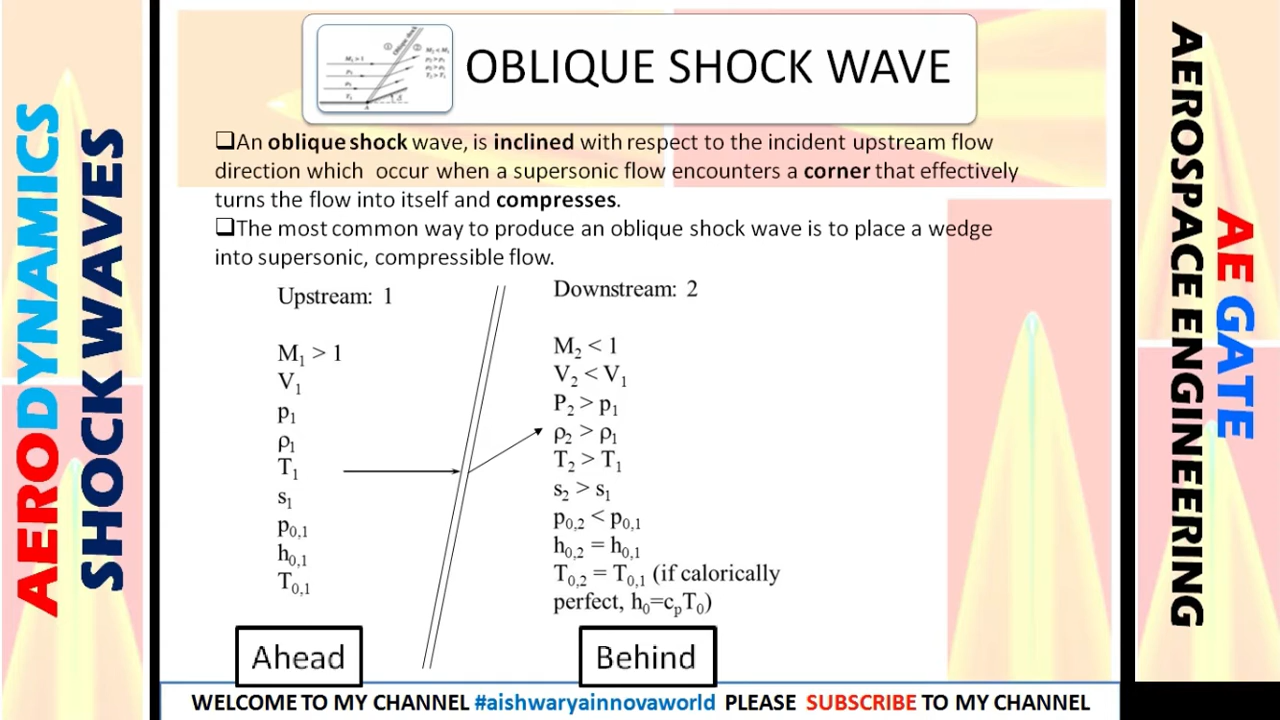 AERODYNAMICS
SHOCK WAVES
OBLIQUE SHOCK WAVE
Oblique shock
①
②
M₁ > 1
❑An oblique shock wave, is inclined with respect to the incident upstream flow
direction which occur when a supersonic flow encounters a corner that effectively
turns the flow into itself and compresses.
❑The most common way to produce an oblique shock wave is to place a wedge
into supersonic, compressible flow.
Upstream: 1
M₁ > 1
V₁
p₁
ρ₁
T₁
s₁
p₀,₁
h₀,₁
T₀,₁
Ahead
Downstream: 2
M₂ < 1
V₂ < V₁
P₂ > p₁
ρ₂ > ρ₁
T₂ > T₁
s₂ > s₁
p₀,₂ < p₀,₁
h₀,₂ = h₀,₁
T₀,₂ = T₀,₁ (if calorically
perfect, h₀=cₚT₀)
Behind
WELCOME TO MY CHANNEL #aishwaryainnovaworld PLEASE SUBSCRIBE TO MY CHANNEL
AEROSPACE ENGINEERING
AE GATE